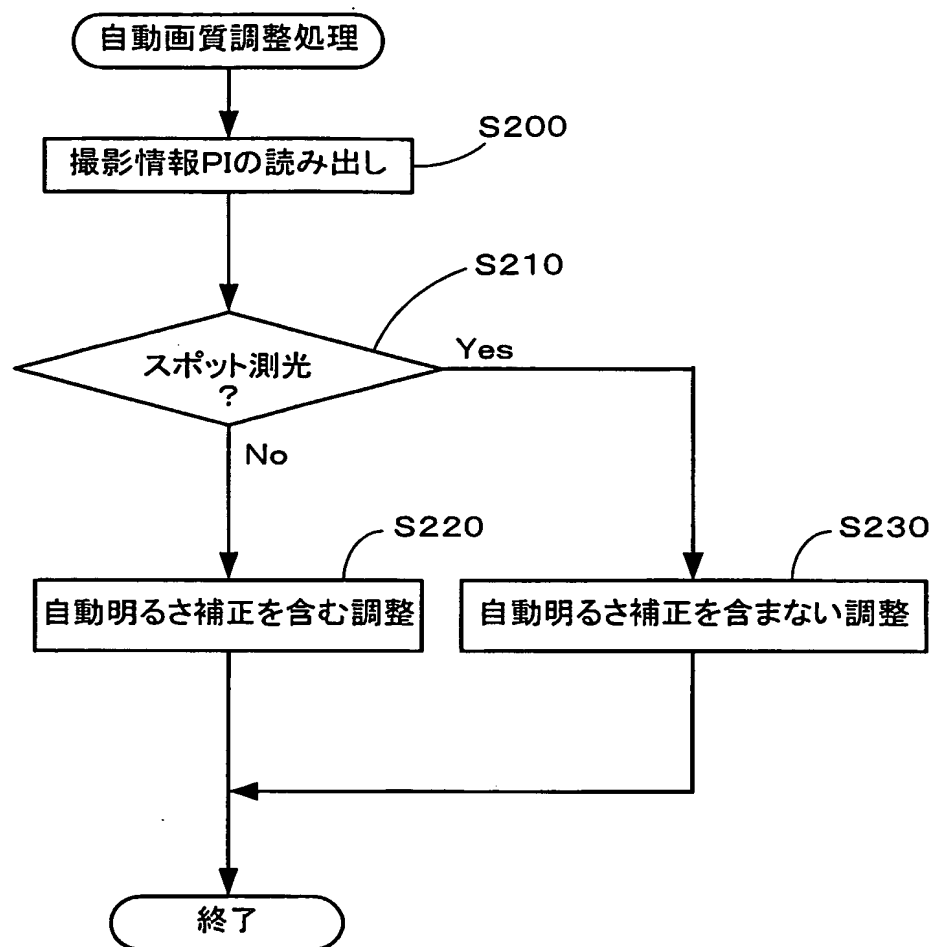 自動画質調整処理
S200
撮影情報PIの読み出し
S210
スポット測光
?
Yes
No
S220
S230
自動明るさ補正を含む調整
自動明るさ補正を含まない調整
終了